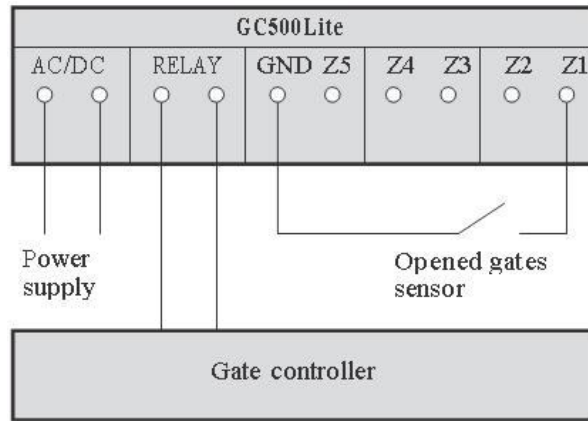 GC500Lite
AC/DC RELAY GND Z5 Z4 Z3 Z2 Z1
Power
supply
Opened gates
sensor
Gate controller